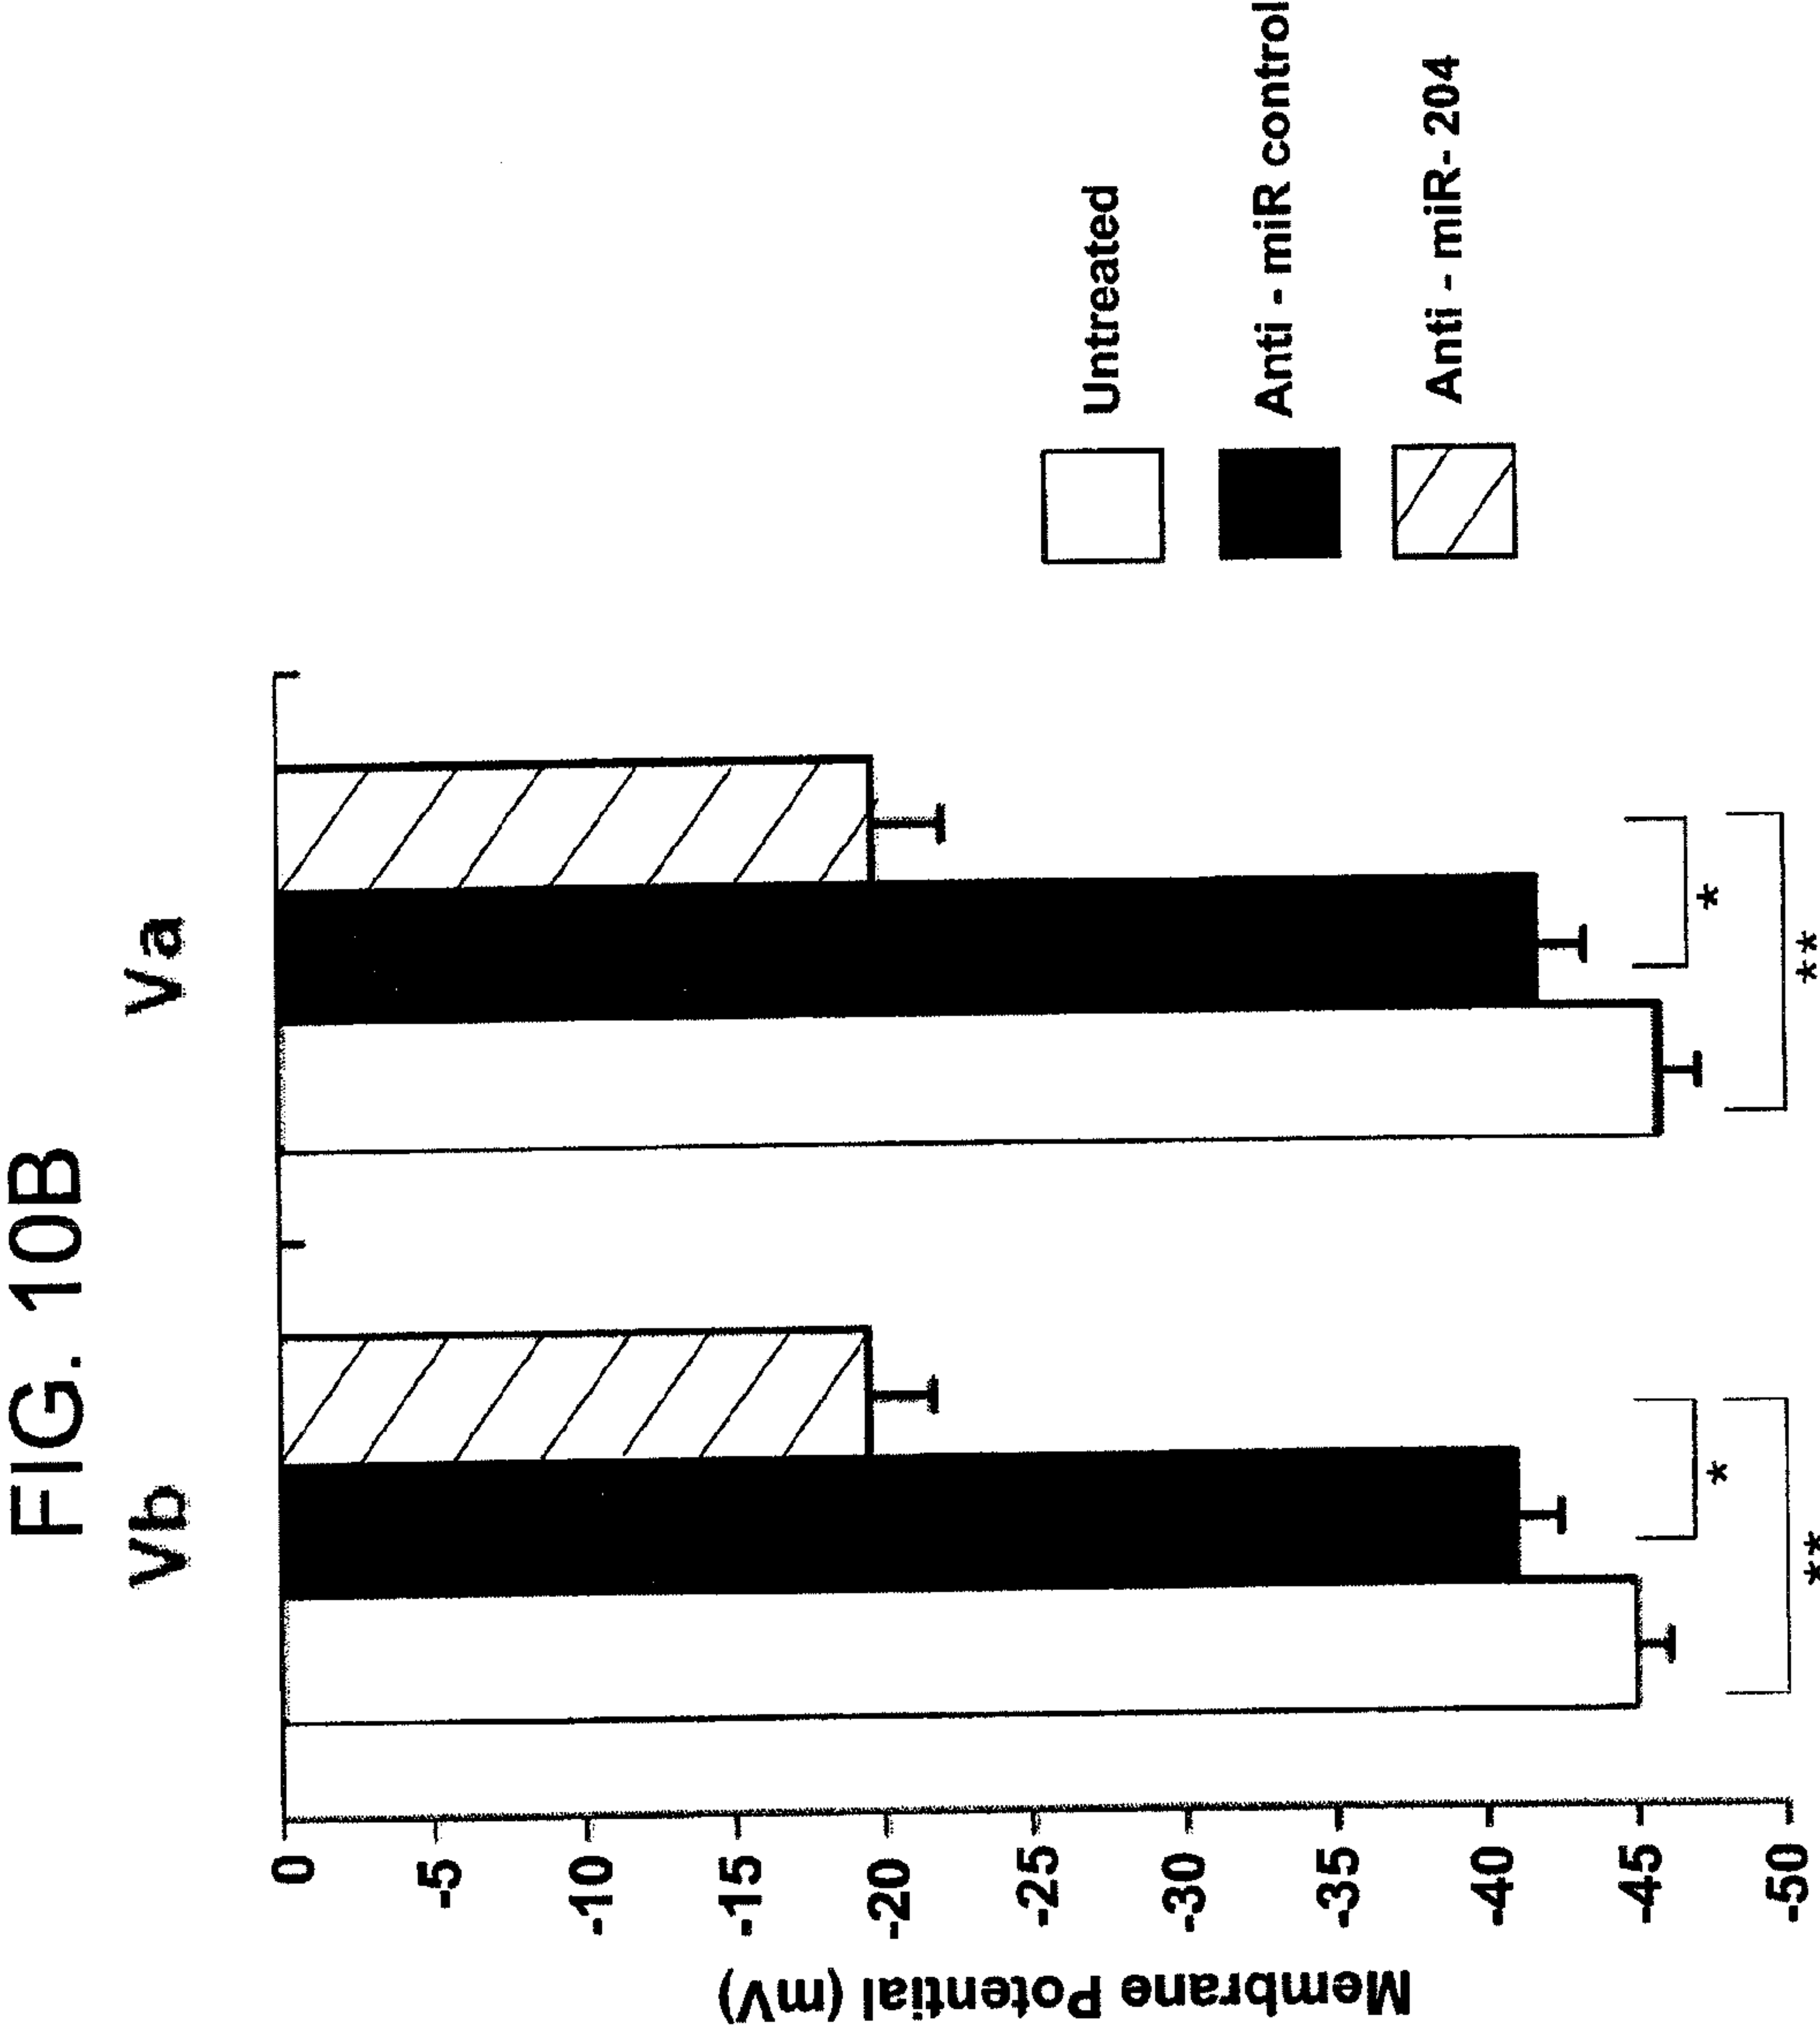 FIG. 10B
Vb Va
Membrane Potential (mV)
0
-5
-10
-15
-20
-25
-30
-35
-40
-45
-50
* *
** **
Untreated
Anti - miR control
Anti - miR- 204